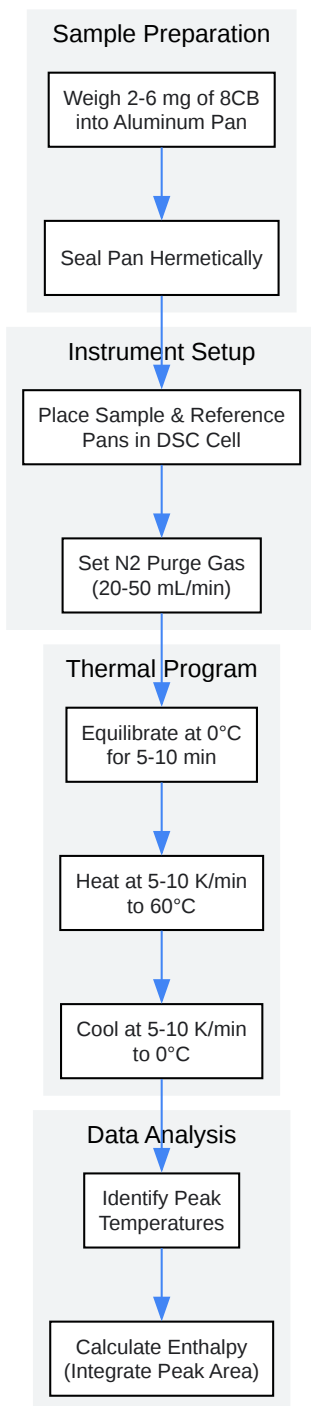 Sample Preparation
Weigh 2-6 mg of 8CB
into Aluminum Pan
Seal Pan Hermetically
Instrument Setup
Place Sample & Reference
Pans in DSC Cell
Set N2 Purge Gas
(20-50 mL/min)
Thermal Program
Equilibrate at 0°C
for 5-10 min
Heat at 5-10 K/min
to 60°C
Cool at 5-10 K/min
to 0°C
Data Analysis
Identify Peak
Temperatures
Calculate Enthalpy
(Integrate Peak Area)